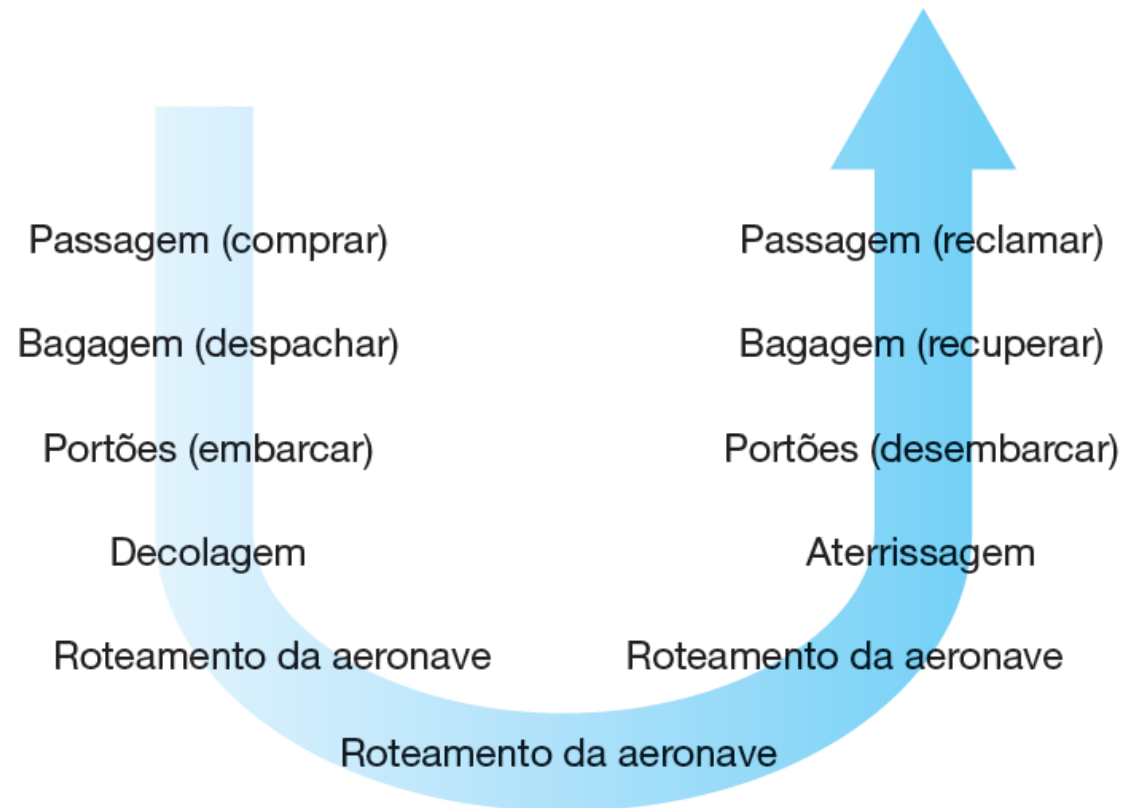 Passagem (comprar)
Bagagem (despachar)
Portões (embarcar)
Decolagem
Roteamento da aeronave
Roteamento da aeronave
Roteamento da aeronave
Aterrissagem
Portões (desembarcar)
Bagagem (recuperar)
Passagem (reclamar)